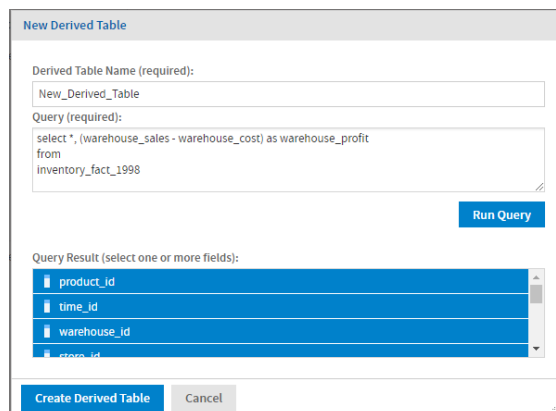 New Derived Table
Derived Table Name (required):
New_Derived_Table
Query (required):
select *, (warehouse_sales - warehouse_cost) as warehouse_profit
from
inventory_fact_1998
Run Query
Query Result (select one or more fields):
product_id
time_id
warehouse_id
store_id
Create Derived Table Cancel